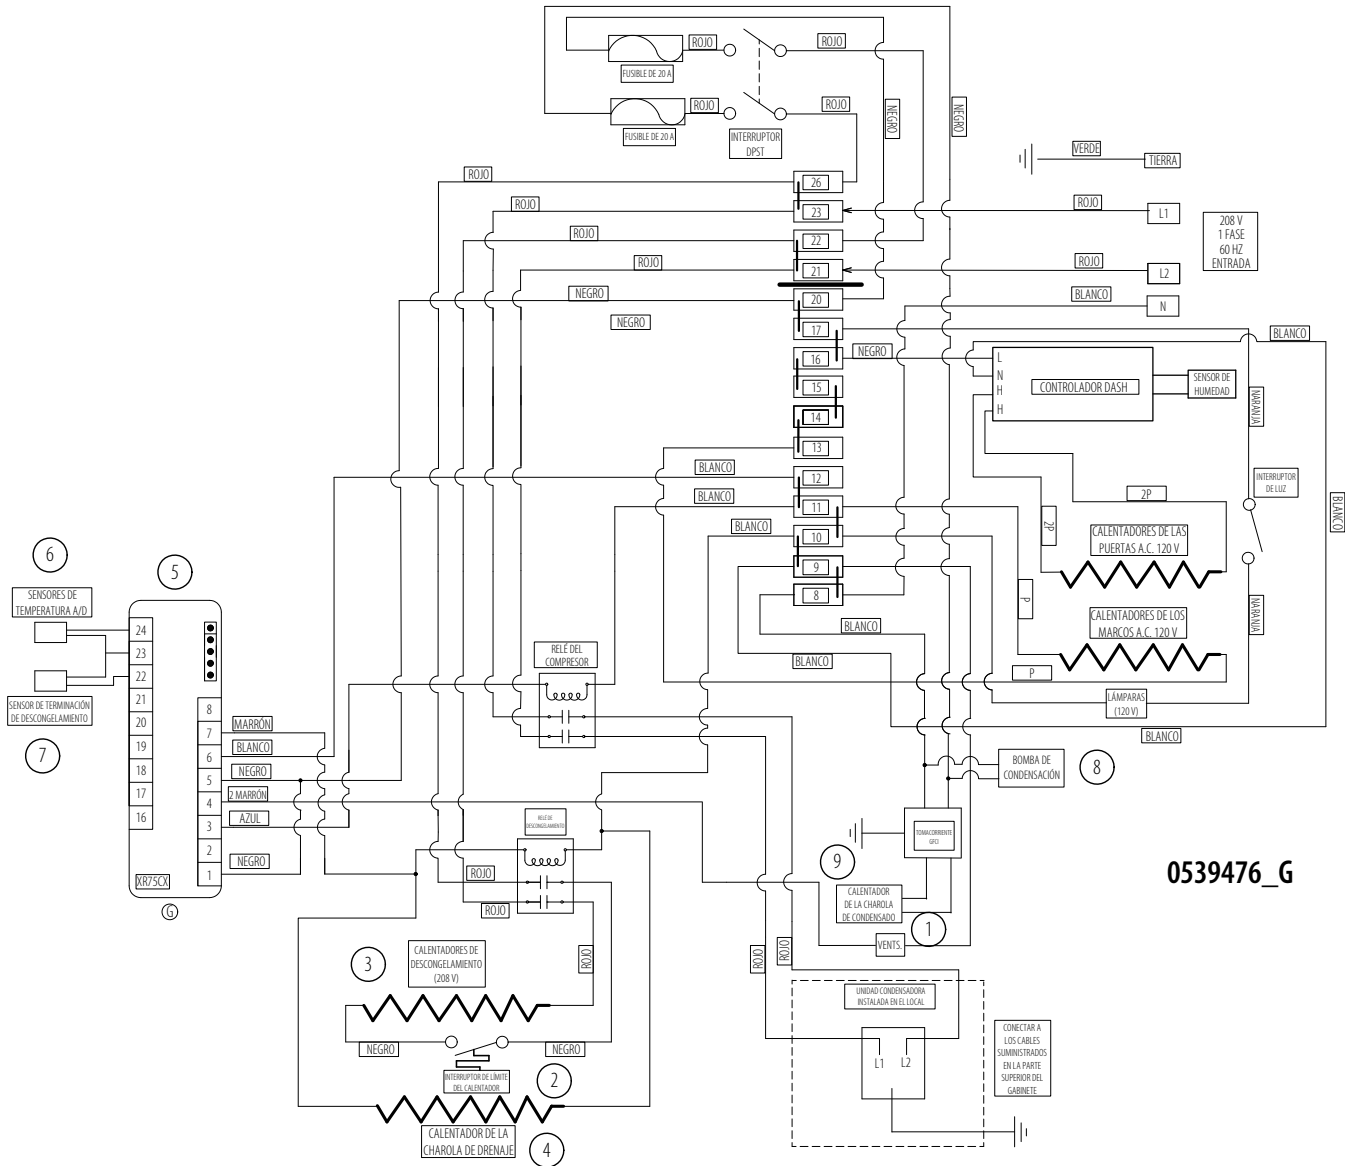 ROJO
ROJO
FUSIBLE DE 20 A
ROJO
ROJO
FUSIBLE DE 20 A
INTERRUPTOR
DPST
NEGRO
NEGRO
VERDE
TIERRA
ROJO
26
ROJO
23
ROJO
L1
ROJO
22
208 V
1 FASE
60 HZ
ENTRADA
ROJO
21
ROJO
L2
NEGRO
20
BLANCO
N
NEGRO
17
BLANCO
16
NEGRO
L
N
H
H
CONTROLADOR DASH
SENSOR DE
HUMEDAD
15
14
NARANJA
13
BLANCO
12
INTERRUPTOR
DE LUZ
BLANCO
11
2P
2P
BLANCO
BLANCO
10
CALENTADORES DE LAS
PUERTAS A.C. 120 V
9
8
P
CALENTADORES DE LOS
MARCOS A.C. 120 V
NARANJA
BLANCO
BLANCO
P
LÁMPARAS
(120 V)
BLANCO
6
SENSORES DE
TEMPERATURA A/D
5
24
23
22
21
20
19
18
17
16
8
7
6
5
4
3
2
1
SENSOR DE TERMINACIÓN
DE DESCONGELAMIENTO
7
MARRÓN
BLANCO
NEGRO
2 MARRÓN
AZUL
NEGRO
XR75CX
G
RELÉ DEL
COMPRESOR
RELÉ DE
DESCONGELAMIENTO
ROJO
ROJO
BOMBA DE
CONDENSACIÓN
8
TOMACORRIENTE
GFCI
9
CALENTADOR
DE LA CHAROLA
DE CONDENSADO
1
VENTS.
0539476_G
3
CALENTADORES DE
DESCONGELAMIENTO
(208 V)
ROJO
ROJO
ROJO
NEGRO
NEGRO
INTERRUPTOR DE LÍMITE
DEL CALENTADOR
2
CALENTADOR DE LA
CHAROLA DE DRENAJE
4
UNIDAD CONDENSADORA
INSTALADA EN EL LOCAL
L1
L2
CONECTAR A
LOS CABLES
SUMINISTRADOS
EN LA PARTE
SUPERIOR DEL
GABINETE